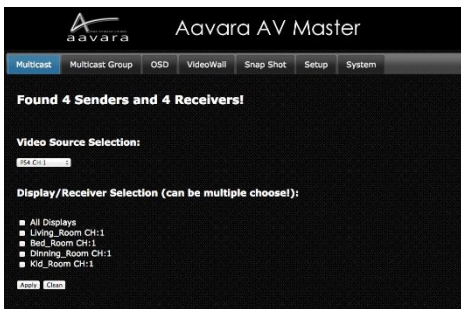 aavara
Aavara AV Master
Multicast Multicast Group OSD VideoWall Snap Shot Setup System
Found 4 Senders and 4 Receivers!
Video Source Selection:
PS4 CH:1
Display/Receiver Selection (can be multiple choose!):
All Displays
Living_Room CH:1
Bed_Room CH:1
Dinning_Room CH:1
Kid_Room CH:1
Apply Clean